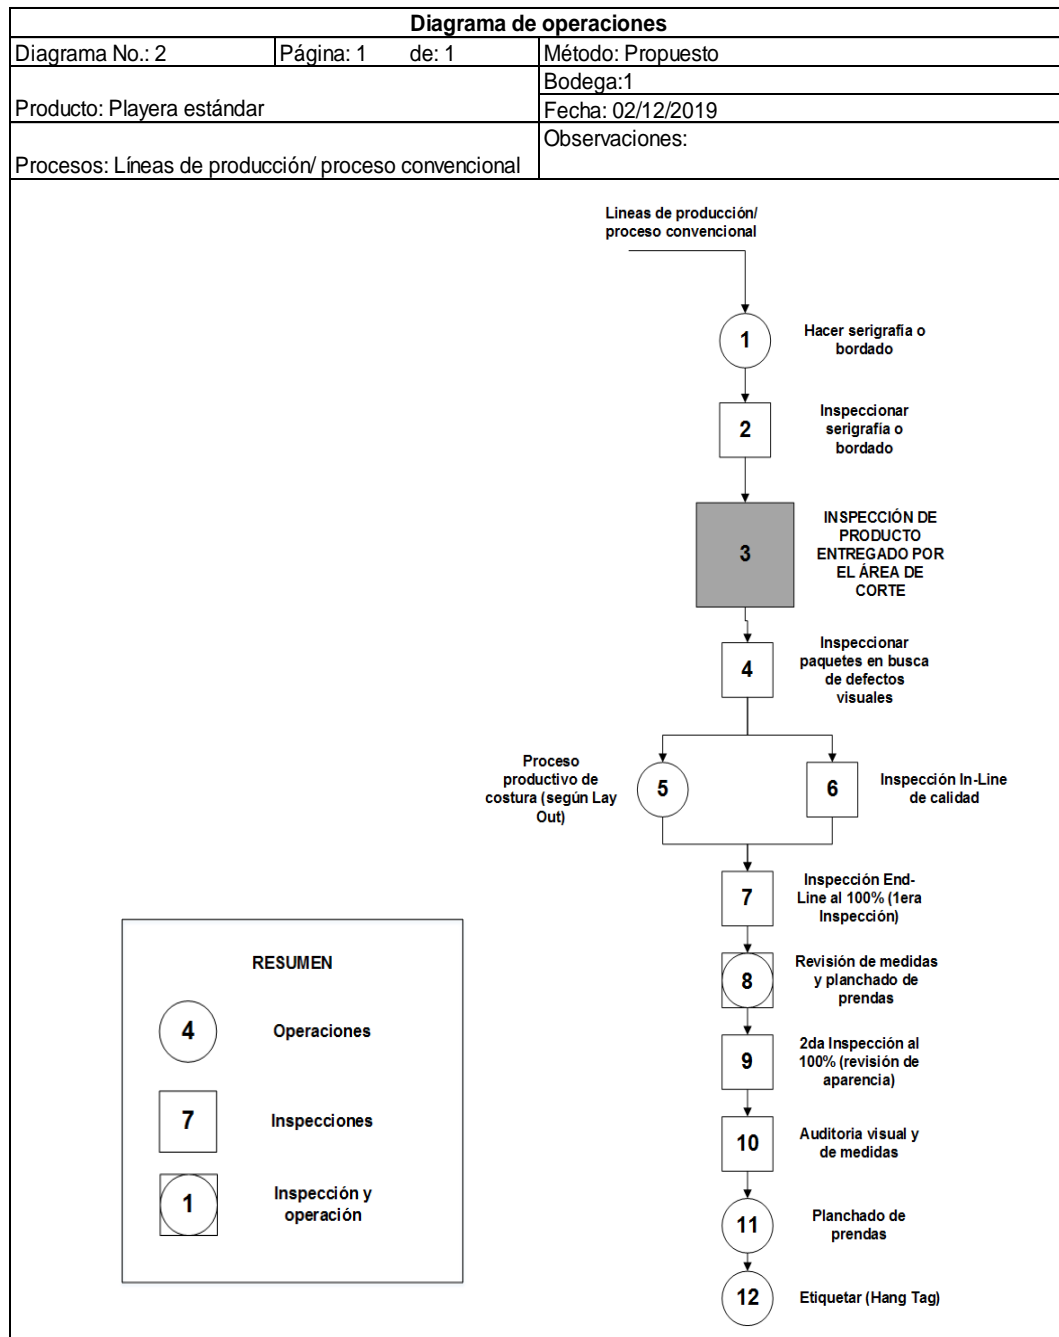 Diagrama de operaciones
Diagrama No.: 2
Página: 1 de: 1
Método: Propuesto
Bodega:1
Producto: Playera estándar
Fecha: 02/12/2019
Observaciones:
Procesos: Líneas de producción/ proceso convencional
Lineas de producción/
proceso convencional
1
Hacer serigrafia o
bordado
2
Inspeccionar
serigrafia o
bordado
3
INSPECCIÓN DE
PRODUCTO
ENTREGADO POR
EL ÁREA DE
CORTE
4
Inspeccionar
paquetes en busca
de defectos
visuales
Proceso
productivo de
costura (según Lay
Out)
5
6
Inspección In-Line
de calidad
7
Inspección End-
Line al 100% (1era
Inspección)
8
Revisión de medidas
y planchado de
prendas
9
2da Inspección al
100% (revisión de
aparencia)
10
Auditoria visual y
de medidas
11
Planchado de
prendas
12
Etiquetar (Hang Tag)
RESUMEN
4
Operaciones
7
Inspecciones
1
Inspección y
operación